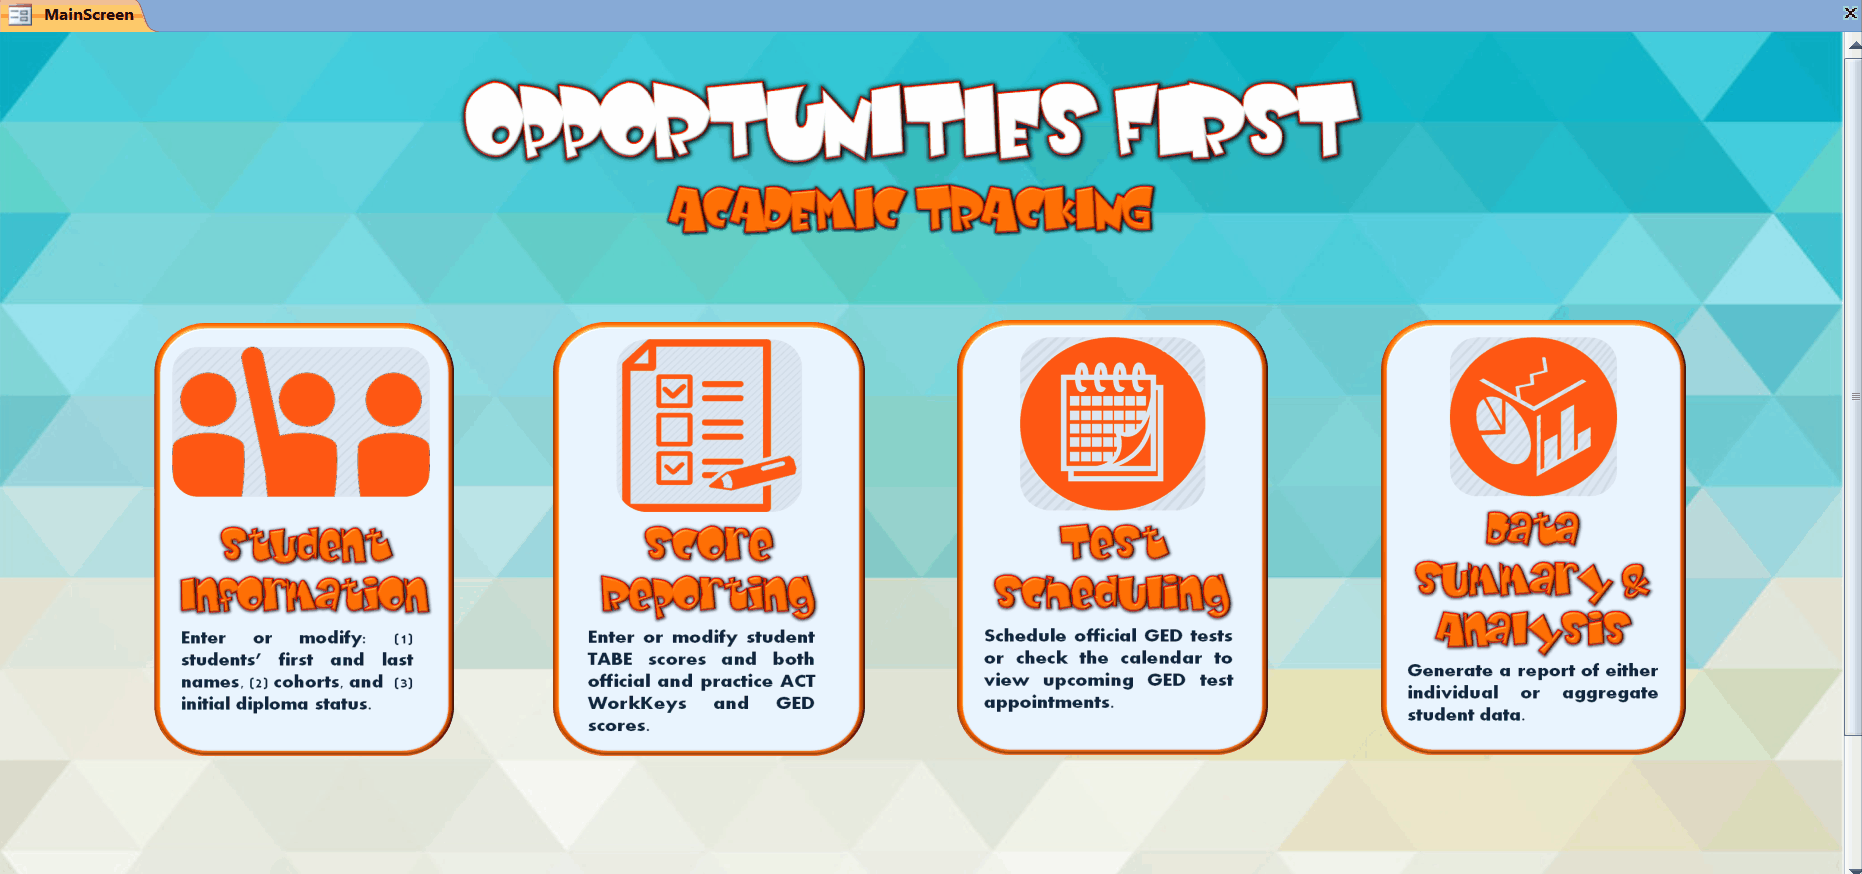 MainScreen
OPPORTUNITIES FIRST
ACADEMIC TRACKING
Student
Information
Enter or modify: (1)
students’ first and last
names, (2) cohorts, and (3)
initial diploma status.
Score
Reporting
Enter or modify student
TABE scores and both
official and practice ACT
WorkKeys and GED
scores.
Test
Scheduling
Schedule official GED tests
or check the calendar to
view upcoming GED test
appointments.
Data
Summary &
Analysis
Generate a report of either
individual or aggregate
student data.